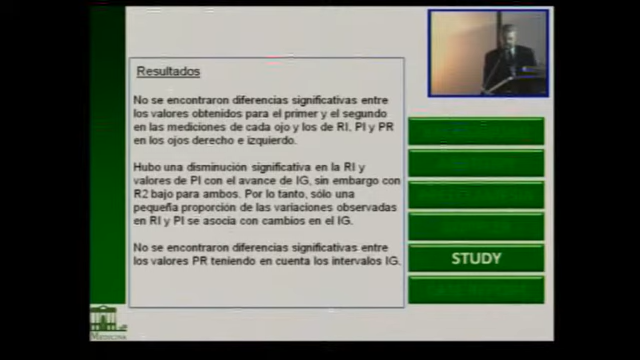 Resultados
No se encontraron diferencias significativas entre
los valores obtenidos para el primer y el segundo
en las mediciones de cada ojo y los de RI, PI y PR
en los ojos derecho e izquierdo.
Hubo una disminución significativa en la RI y
valores de PI con el avance de IG, sin embargo con
R2 bajo para ambos. Por lo tanto, sólo una
pequeña proporción de las variaciones observadas
en RI y PI se asocia con cambios en el IG.
No se encontraron diferencias significativas entre
los valores PR teniendo en cuenta los intervalos IG.
STUDY
MEDICINA